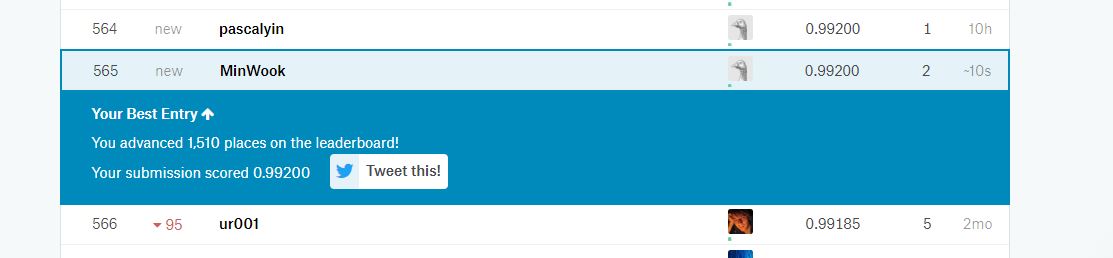 564 new pascalyin 0.99200 1 10h
565 new MinWook 0.99200 2 ~10s
Your Best Entry
You advanced 1,510 places on the leaderboard!
Your submission scored 0.99200 Tweet this!
566 95 ur001 0.99185 5 2mo